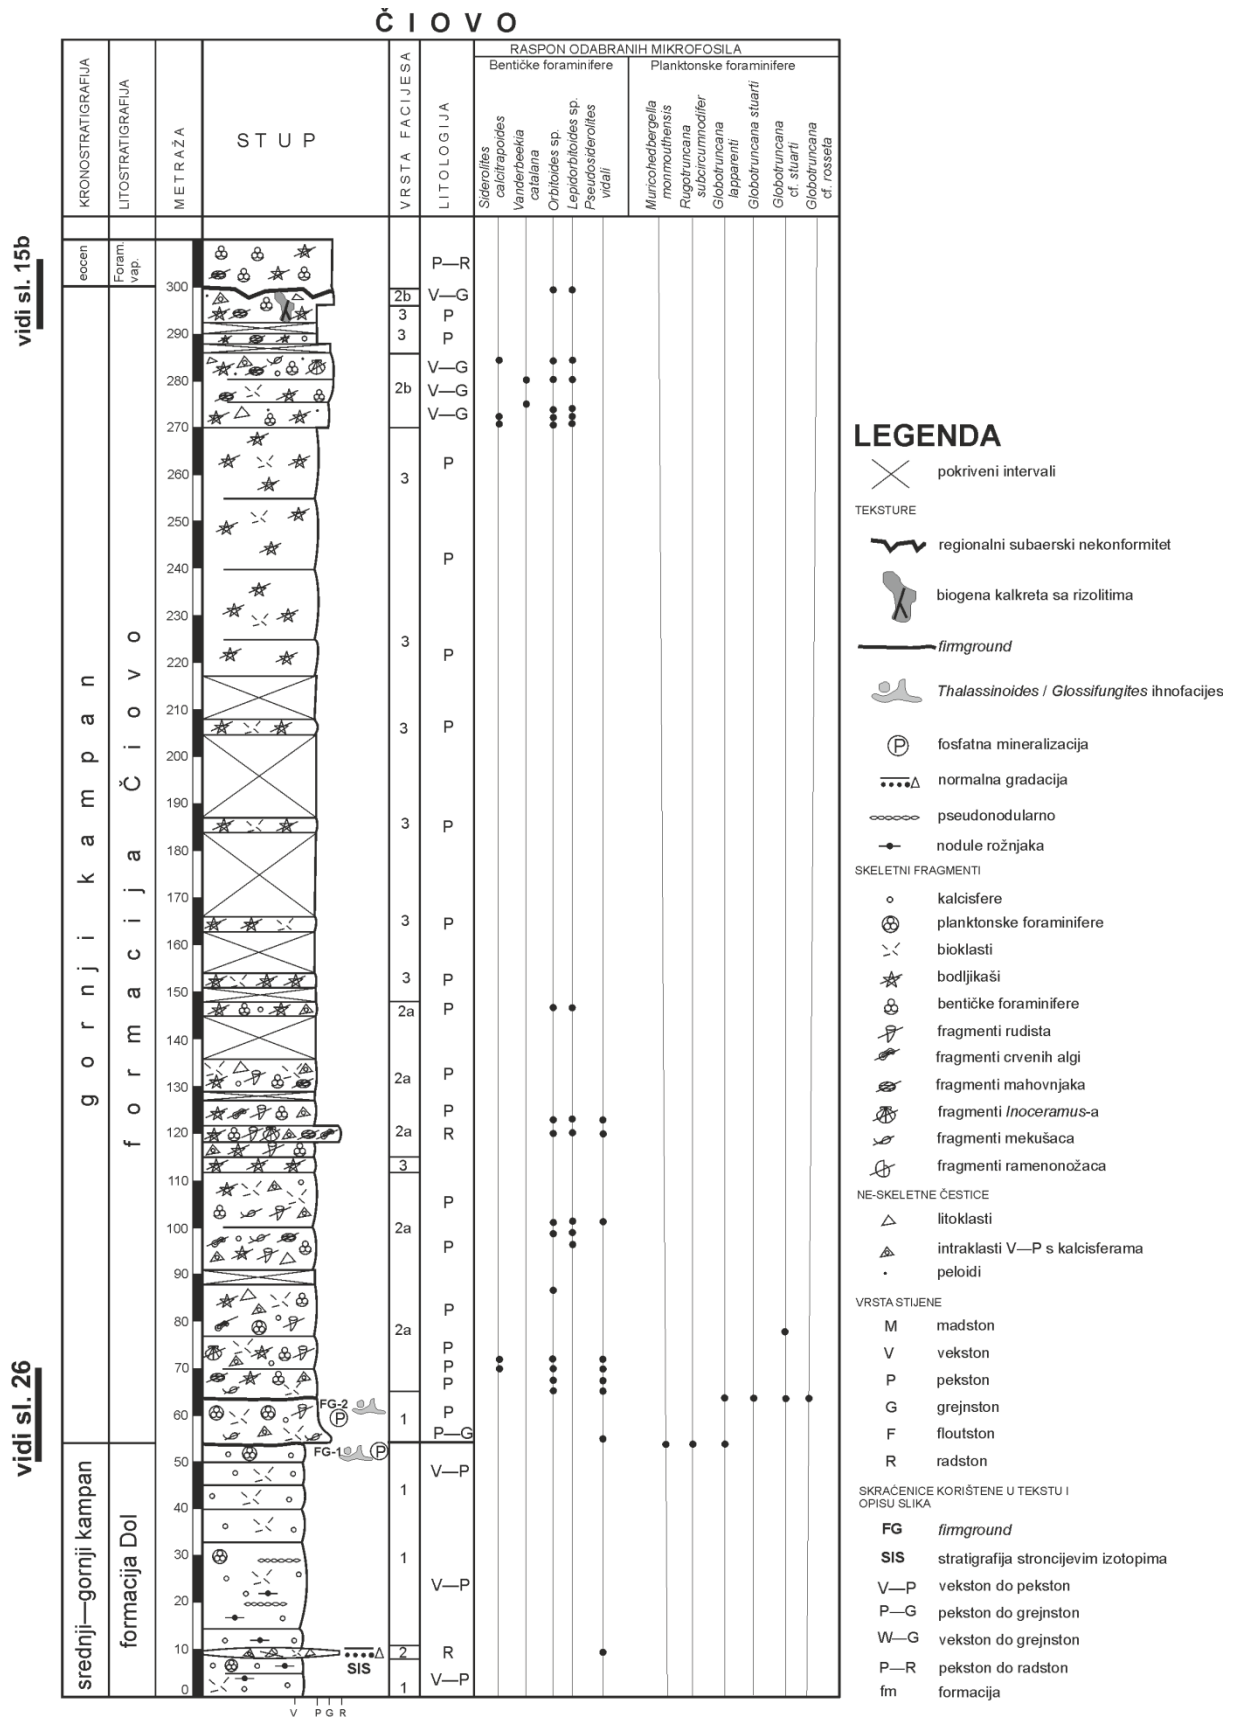 ČIOVO
KRONOSTRATIGRAFIJA
LITOSTRATIGRAFIJA
METRAŽA
STUP
VRSTA FACIJESA
LITOLOGIJA
RASPON ODABRANIH MIKROFOSILA
Bentičke foraminifere
Planktonske foraminifere
Siderolites
calcitrapoides
Vanderbeekia
catalana
Orbitoides sp.
Lepidorbitoides sp.
Pseudosiderolites
vidali
Muricohedbergella
monmouthensis
Rugotruncana
subcircumnodifer
Globotruncana
lapparenti
Globotruncana stuarti
Globotruncana
cf. stuarti
Globotruncana
cf. rosseta
vidi sl. 15b
vidi sl. 26
eocen
Foram.
vap.
gornji kampan
formacija Čiovo
srednji—gornji kampan
formacija Dol
300
290
280
270
260
250
240
230
220
210
200
190
180
170
160
150
140
130
120
110
100
90
80
70
60
50
40
30
20
10
0
FG-2
P
FG-1
P
SIS
V P G R
2b
3
3
2b
3
3
3
3
3
3
2a
2a
2a
3
2a
2a
1
1
1
2
1
P—R
V—G
P
P
V—G
V—G
V—G
P
P
P
P
P
P
P
P
P
P
R
P
P
P
P
P
P
P
P—G
V—P
V—P
R
V—P
LEGENDA
pokriveni intervali
TEKSTURE
regionalni subaerski nekonformitet
biogena kalkreta sa rizolitima
firmground
Thalassinoides / Glossifungites ihnofacijes
P fosfatna mineralizacija
normalna gradacija
pseudonodularno
nodule rožnjaka
SKELETNI FRAGMENTI
kalcisfere
planktonske foraminifere
bioklasti
bodljikaši
bentičke foraminifere
fragmenti rudista
fragmenti crvenih algi
fragmenti mahovnjaka
fragmenti Inoceramus-a
fragmenti mekušaca
fragmenti ramenonožaca
NE-SKELETNE ČESTICE
litoklasti
intraklasti V—P s kalcisferama
peloidi
VRSTA STIJENE
M madston
V vekston
P pekston
G grejnston
F floutston
R radston
SKRAĆENICE KORIŠTENE U TEKSTU I
OPISU SLIKA
FG firmground
SIS stratigrafija stroncijevim izotopima
V—P vekston do pekston
P—G pekston do grejnston
W—G vekston do grejnston
P—R pekston do radston
fm formacija